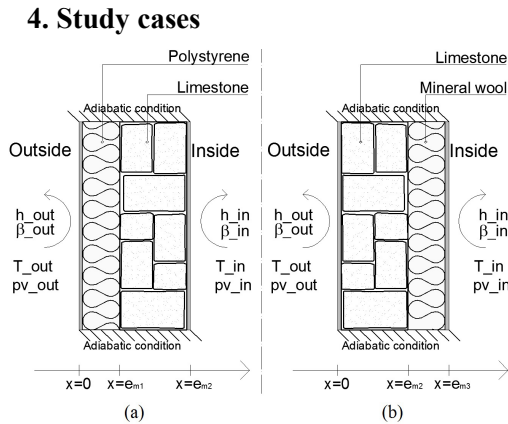 4. Study cases
Polystyrene
Limestone
Adiabatic condition
Outside
Inside
h_out
β_out
h_in
β_in
T_out
pv_out
T_in
pv_in
Adiabatic condition
x=0
x=em1
x=em2
(a)
Limestone
Mineral wool
Adiabatic condition
Outside
Inside
h_out
β_out
h_in
β_in
T_out
pv_out
T_in
pv_in
Adiabatic condition
x=0
x=em2
x=em3
(b)